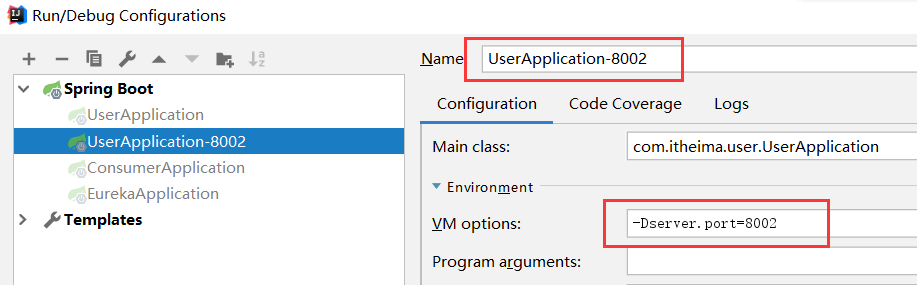 Run/Debug Configurations
Name
UserApplication-8002
Spring Boot
UserApplication
UserApplication-8002
ConsumerApplication
EurekaApplication
Templates
Configuration
Code Coverage
Logs
Main class:
com.itheima.user.UserApplication
Environment
VM options:
-Dserver.port=8002
Program arguments: